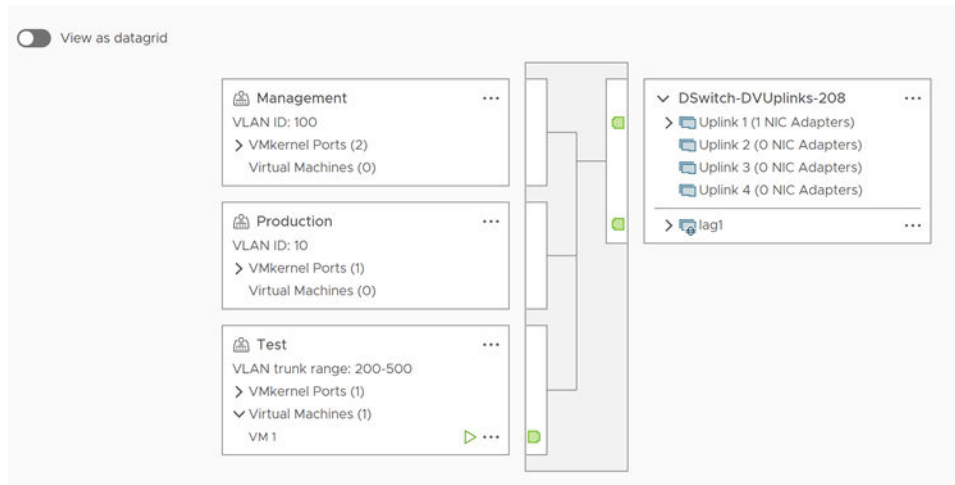 View as datagrid
Management
VLAN ID: 100
VMkernel Ports (2)
Virtual Machines (0)
Production
VLAN ID: 10
VMkernel Ports (1)
Virtual Machines (0)
Test
VLAN trunk range: 200-500
VMkernel Ports (1)
Virtual Machines (1)
VM 1
DSwitch-DVUplinks-208
Uplink 1 (1 NIC Adapters)
Uplink 2 (0 NIC Adapters)
Uplink 3 (0 NIC Adapters)
Uplink 4 (0 NIC Adapters)
lag1